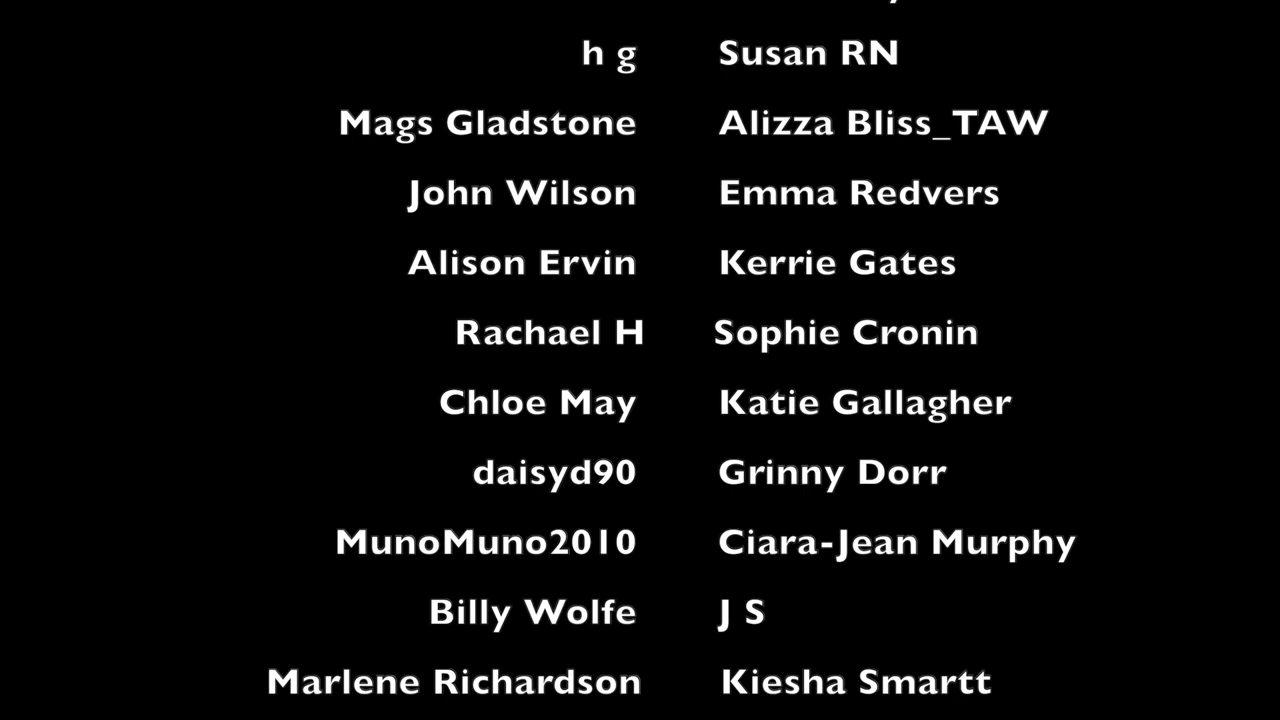 h g Susan RN
Mags Gladstone Alizza Bliss_TAW
John Wilson Emma Redvers
Alison Ervin Kerrie Gates
Rachael H Sophie Cronin
Chloe May Katie Gallagher
daisyd90 Grinny Dorr
MunoMuno2010 Ciara-Jean Murphy
Billy Wolfe J S
Marlene Richardson Kiesha Smartt